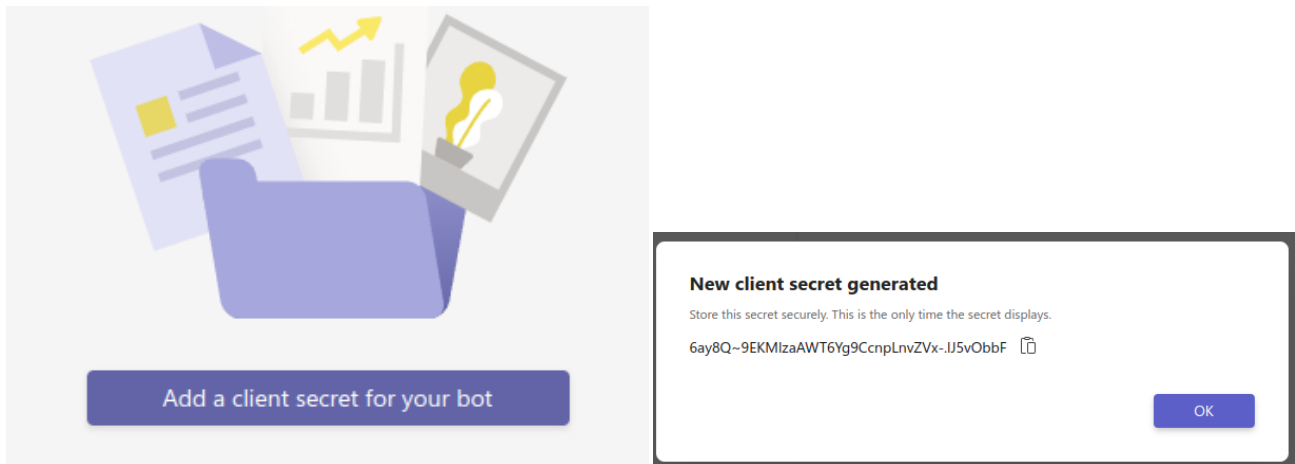 Add a client secret for your bot
New client secret generated
Store this secret securely. This is the only time the secret displays.
6ay8Q~9EKMIzaAWT6Yg9CcnpLnvZVx-.IJ5vObbF
OK